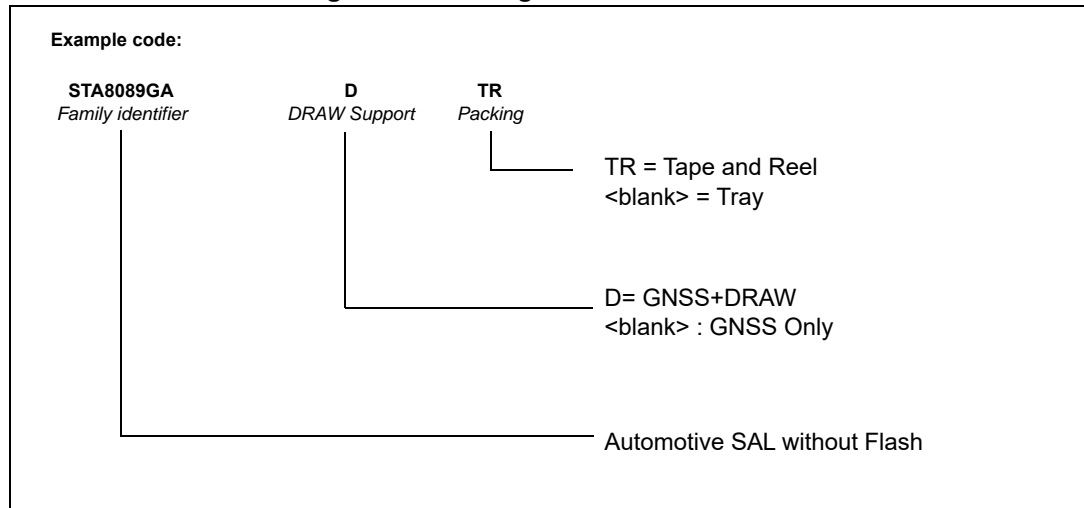 Example code:
STA8089GA D TR
Family identifier DRAW Support Packing
TR = Tape and Reel
<blank> = Tray
D= GNSS+DRAW
<blank> : GNSS Only
Automotive SAL without Flash